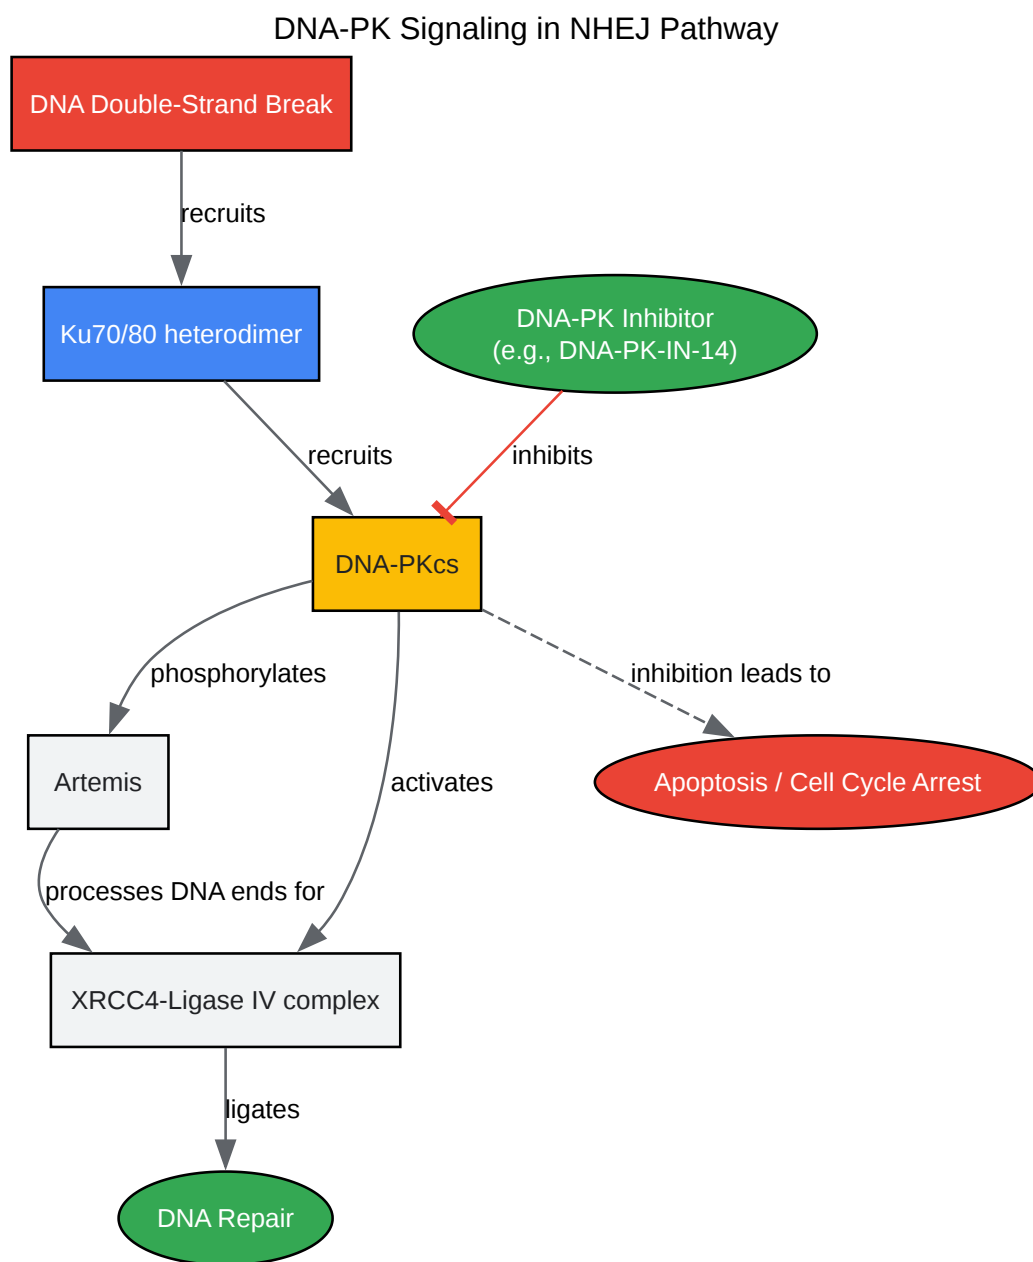 DNA-PK Signaling in NHEJ Pathway
DNA Double-Strand Break
recruits
Ku70/80 heterodimer
DNA-PK Inhibitor
(e.g., DNA-PK-IN-14)
recruits
inhibits
DNA-PKcs
phosphorylates
inhibition leads to
Artemis
activates
Apoptosis / Cell Cycle Arrest
processes DNA ends for
XRCC4-Ligase IV complex
ligates
DNA Repair